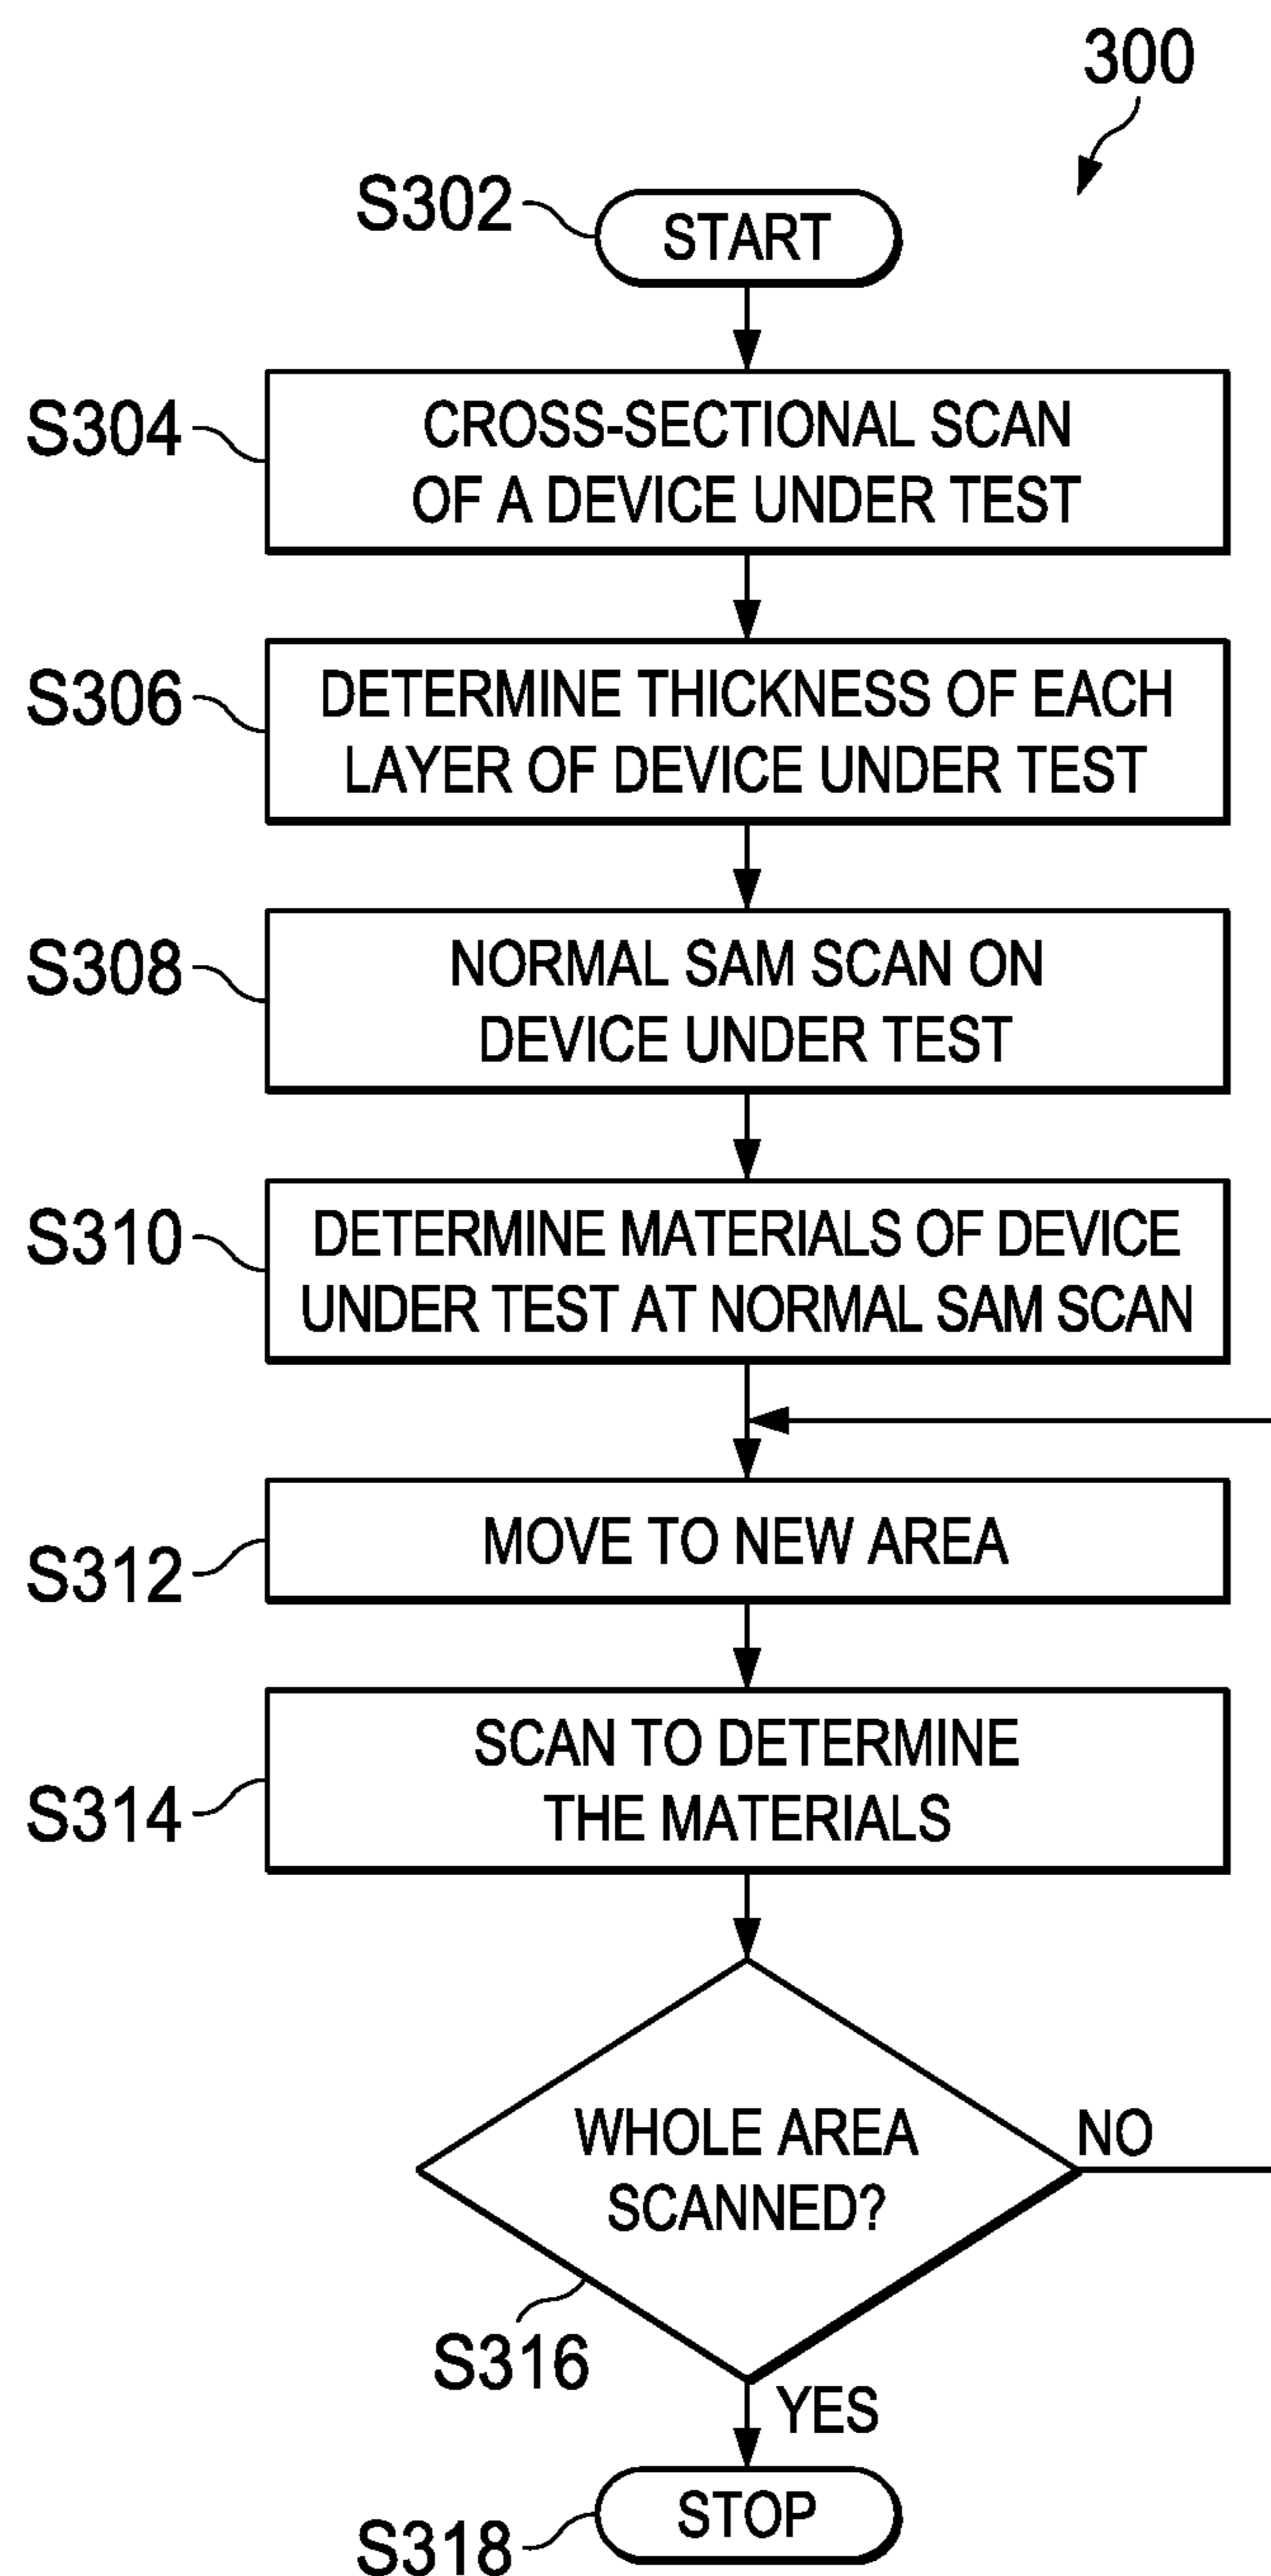 300
S302
START
S304
CROSS-SECTIONAL SCAN
OF A DEVICE UNDER TEST
S306
DETERMINE THICKNESS OF EACH
LAYER OF DEVICE UNDER TEST
S308
NORMAL SAM SCAN ON
DEVICE UNDER TEST
S310
DETERMINE MATERIALS OF DEVICE
UNDER TEST AT NORMAL SAM SCAN
S312
MOVE TO NEW AREA
S314
SCAN TO DETERMINE
THE MATERIALS
WHOLE AREA
SCANNED?
NO
S316
YES
S318
STOP